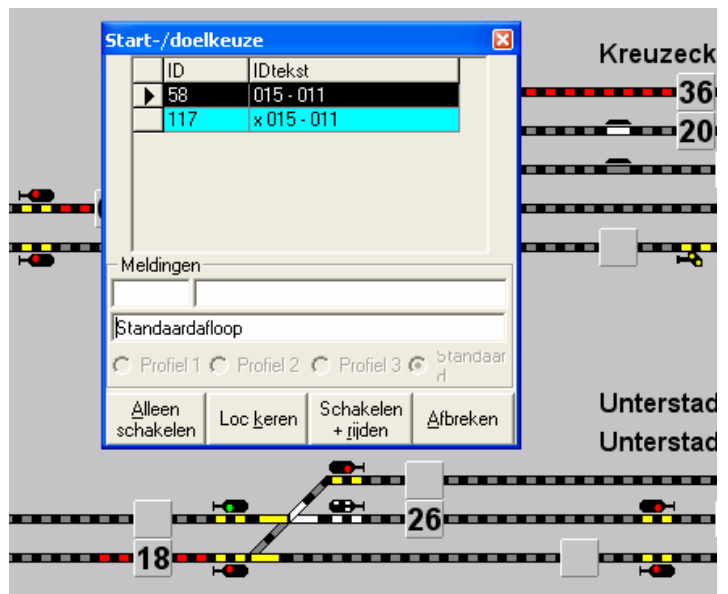 Start-/doelkeuze
ID IDtekst
58 015 - 011
117 x 015 - 011
Meldingen
Standaardafloop
Profiel 1 Profiel 2 Profiel 3 Standaar
d
Alleen
schakelen
Loc keren
Schakelen
+ rijden
Afbreken
Kreuzeck
36
20
Unterstad
Unterstad
26
18